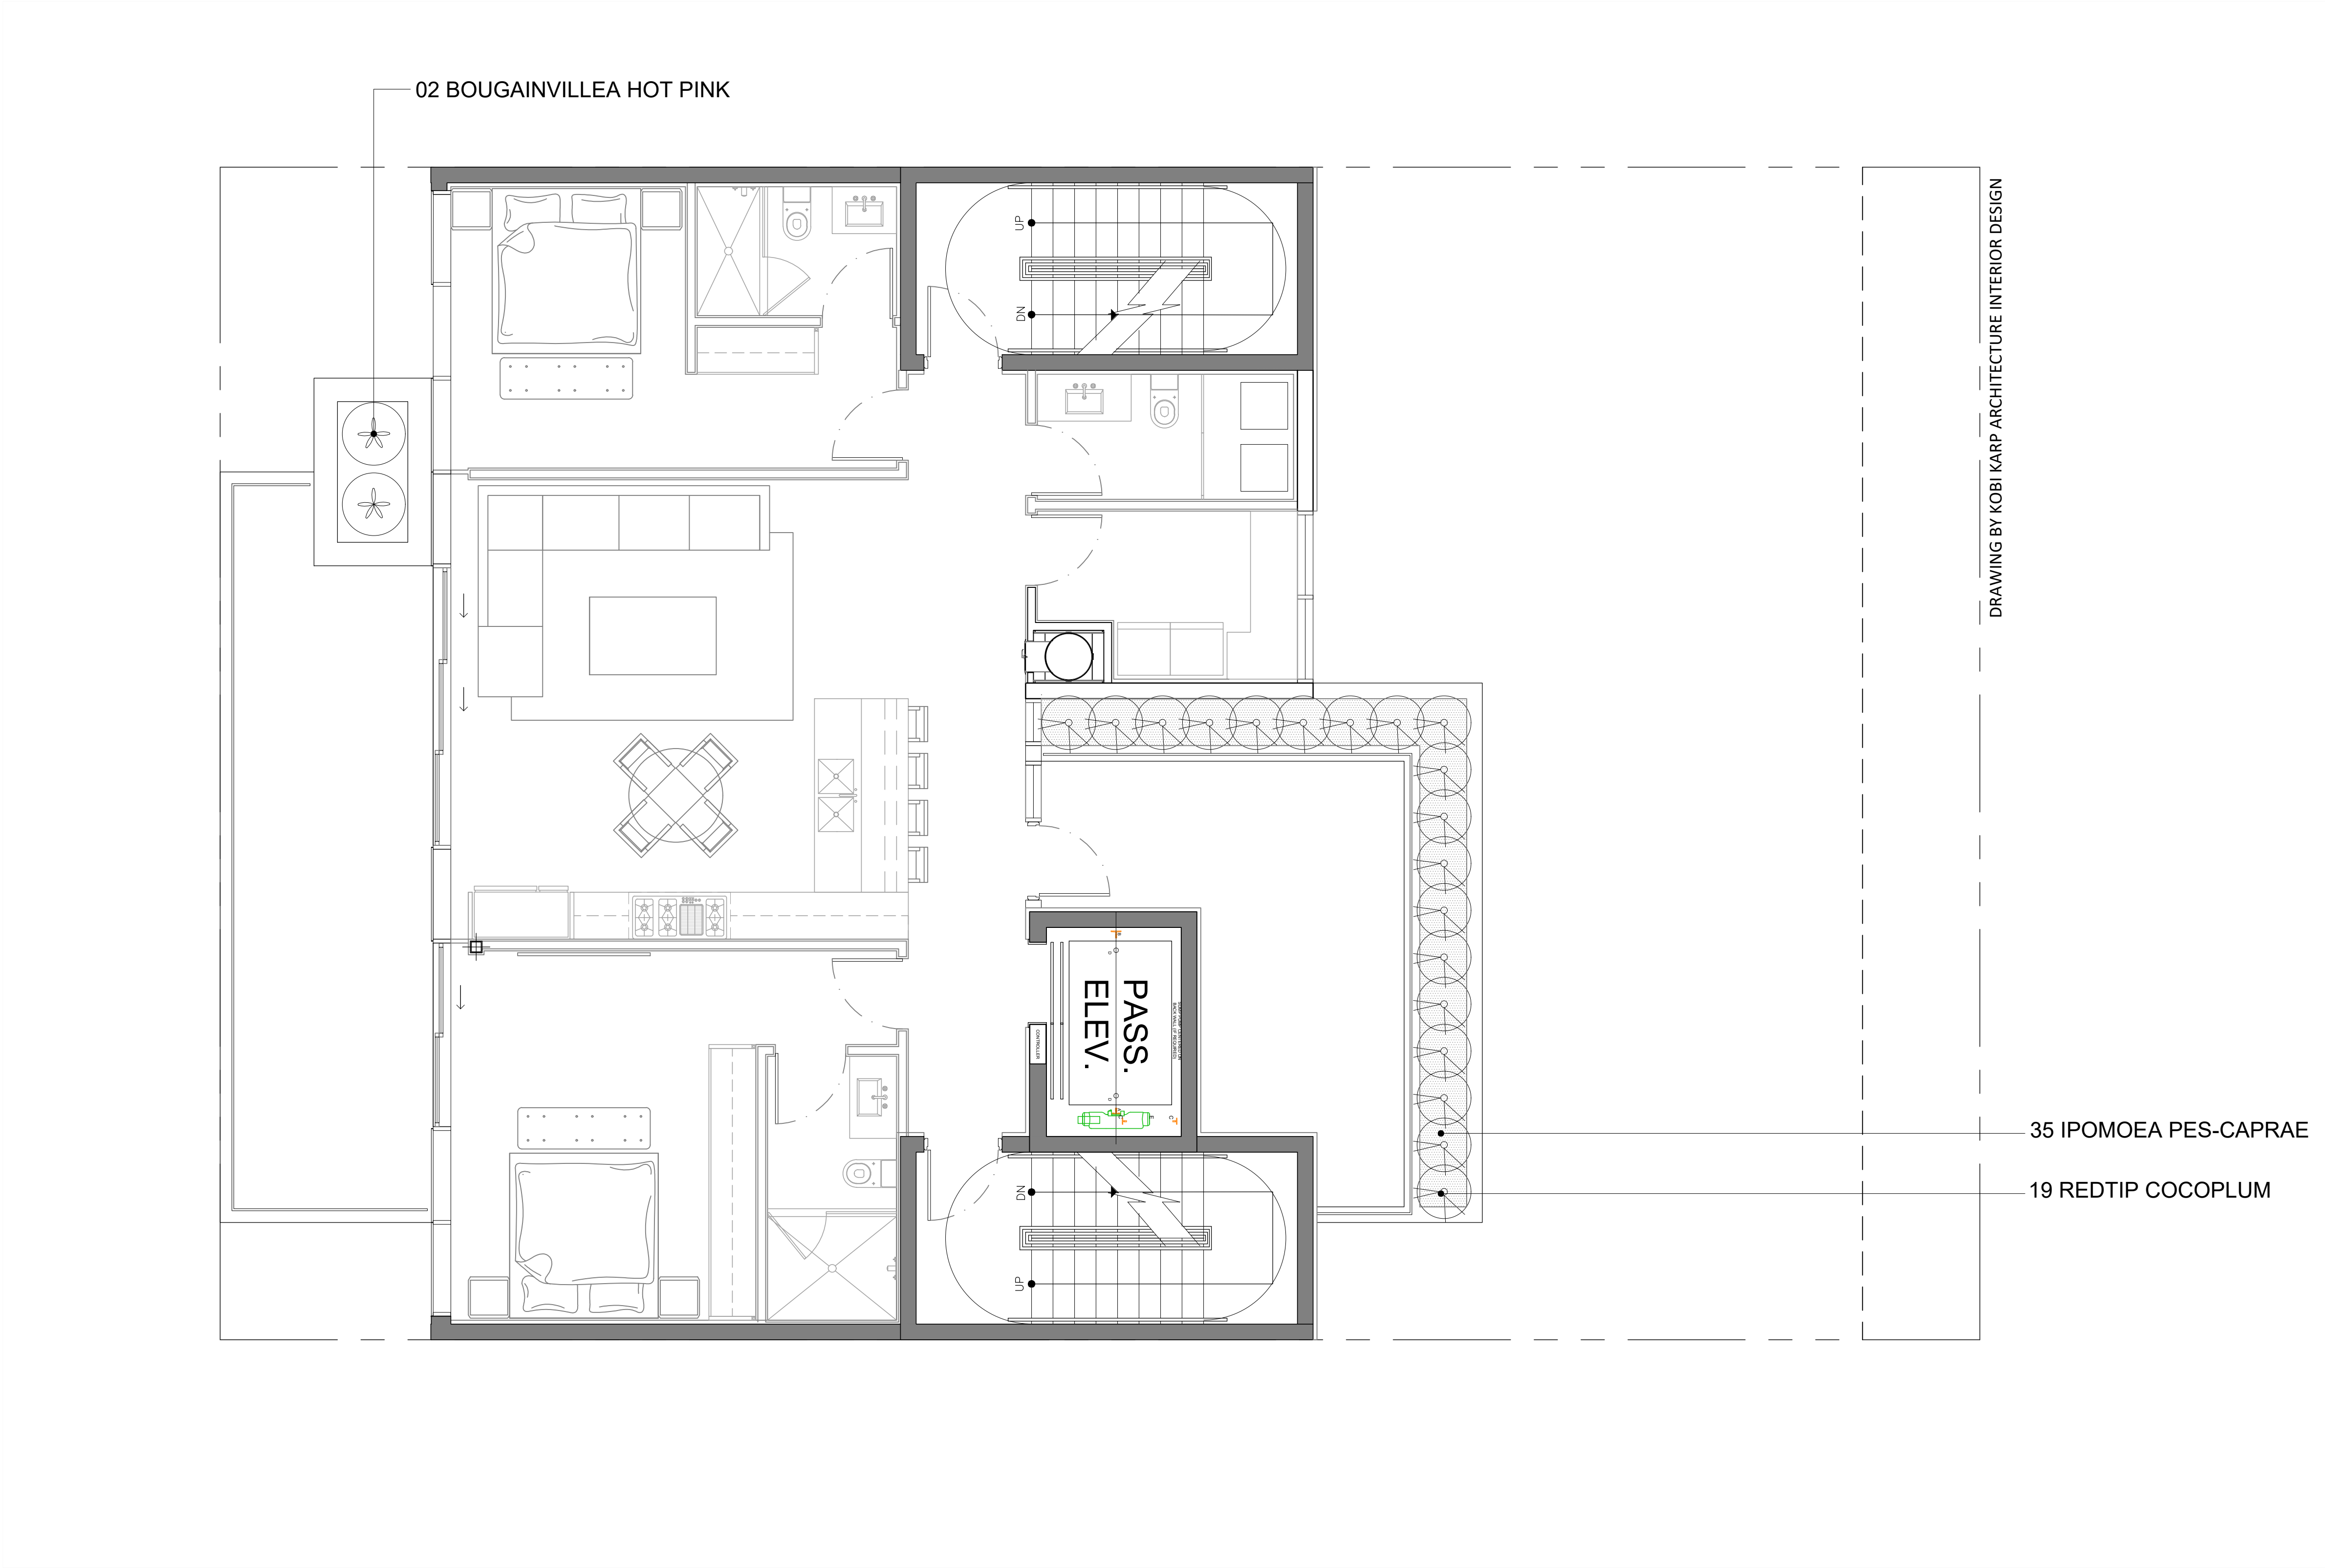 02 BOUGAINVILLEA HOT PINK
DRAWING BY KOBI KARP ARCHITECTURE INTERIOR DESIGN
UP
DN
PASS.
ELEV.
CONTROLLER
35 IPOMOEA PES-CAPRAE
19 REDTIP COCOPLUM
DN
UP